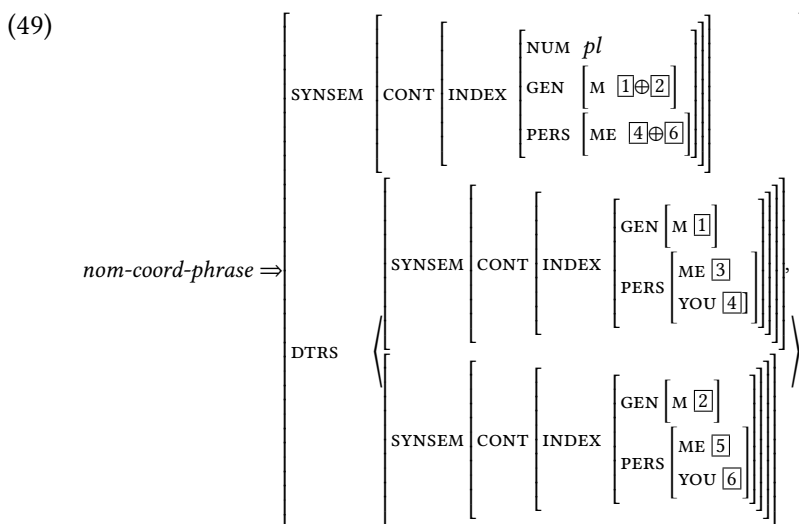 (49)
NUM pl
SYNSEM CONT INDEX GEN [M 1⊕2]
PERS [ME 4⊕6]
nom-coord-phrase ⇒
GEN [M 1]
SYNSEM CONT INDEX
ME 3
PERS
YOU 4] ,
DTRS ⟨ ⟩
GEN [M 2]
SYNSEM CONT INDEX
ME 5
PERS
YOU 6